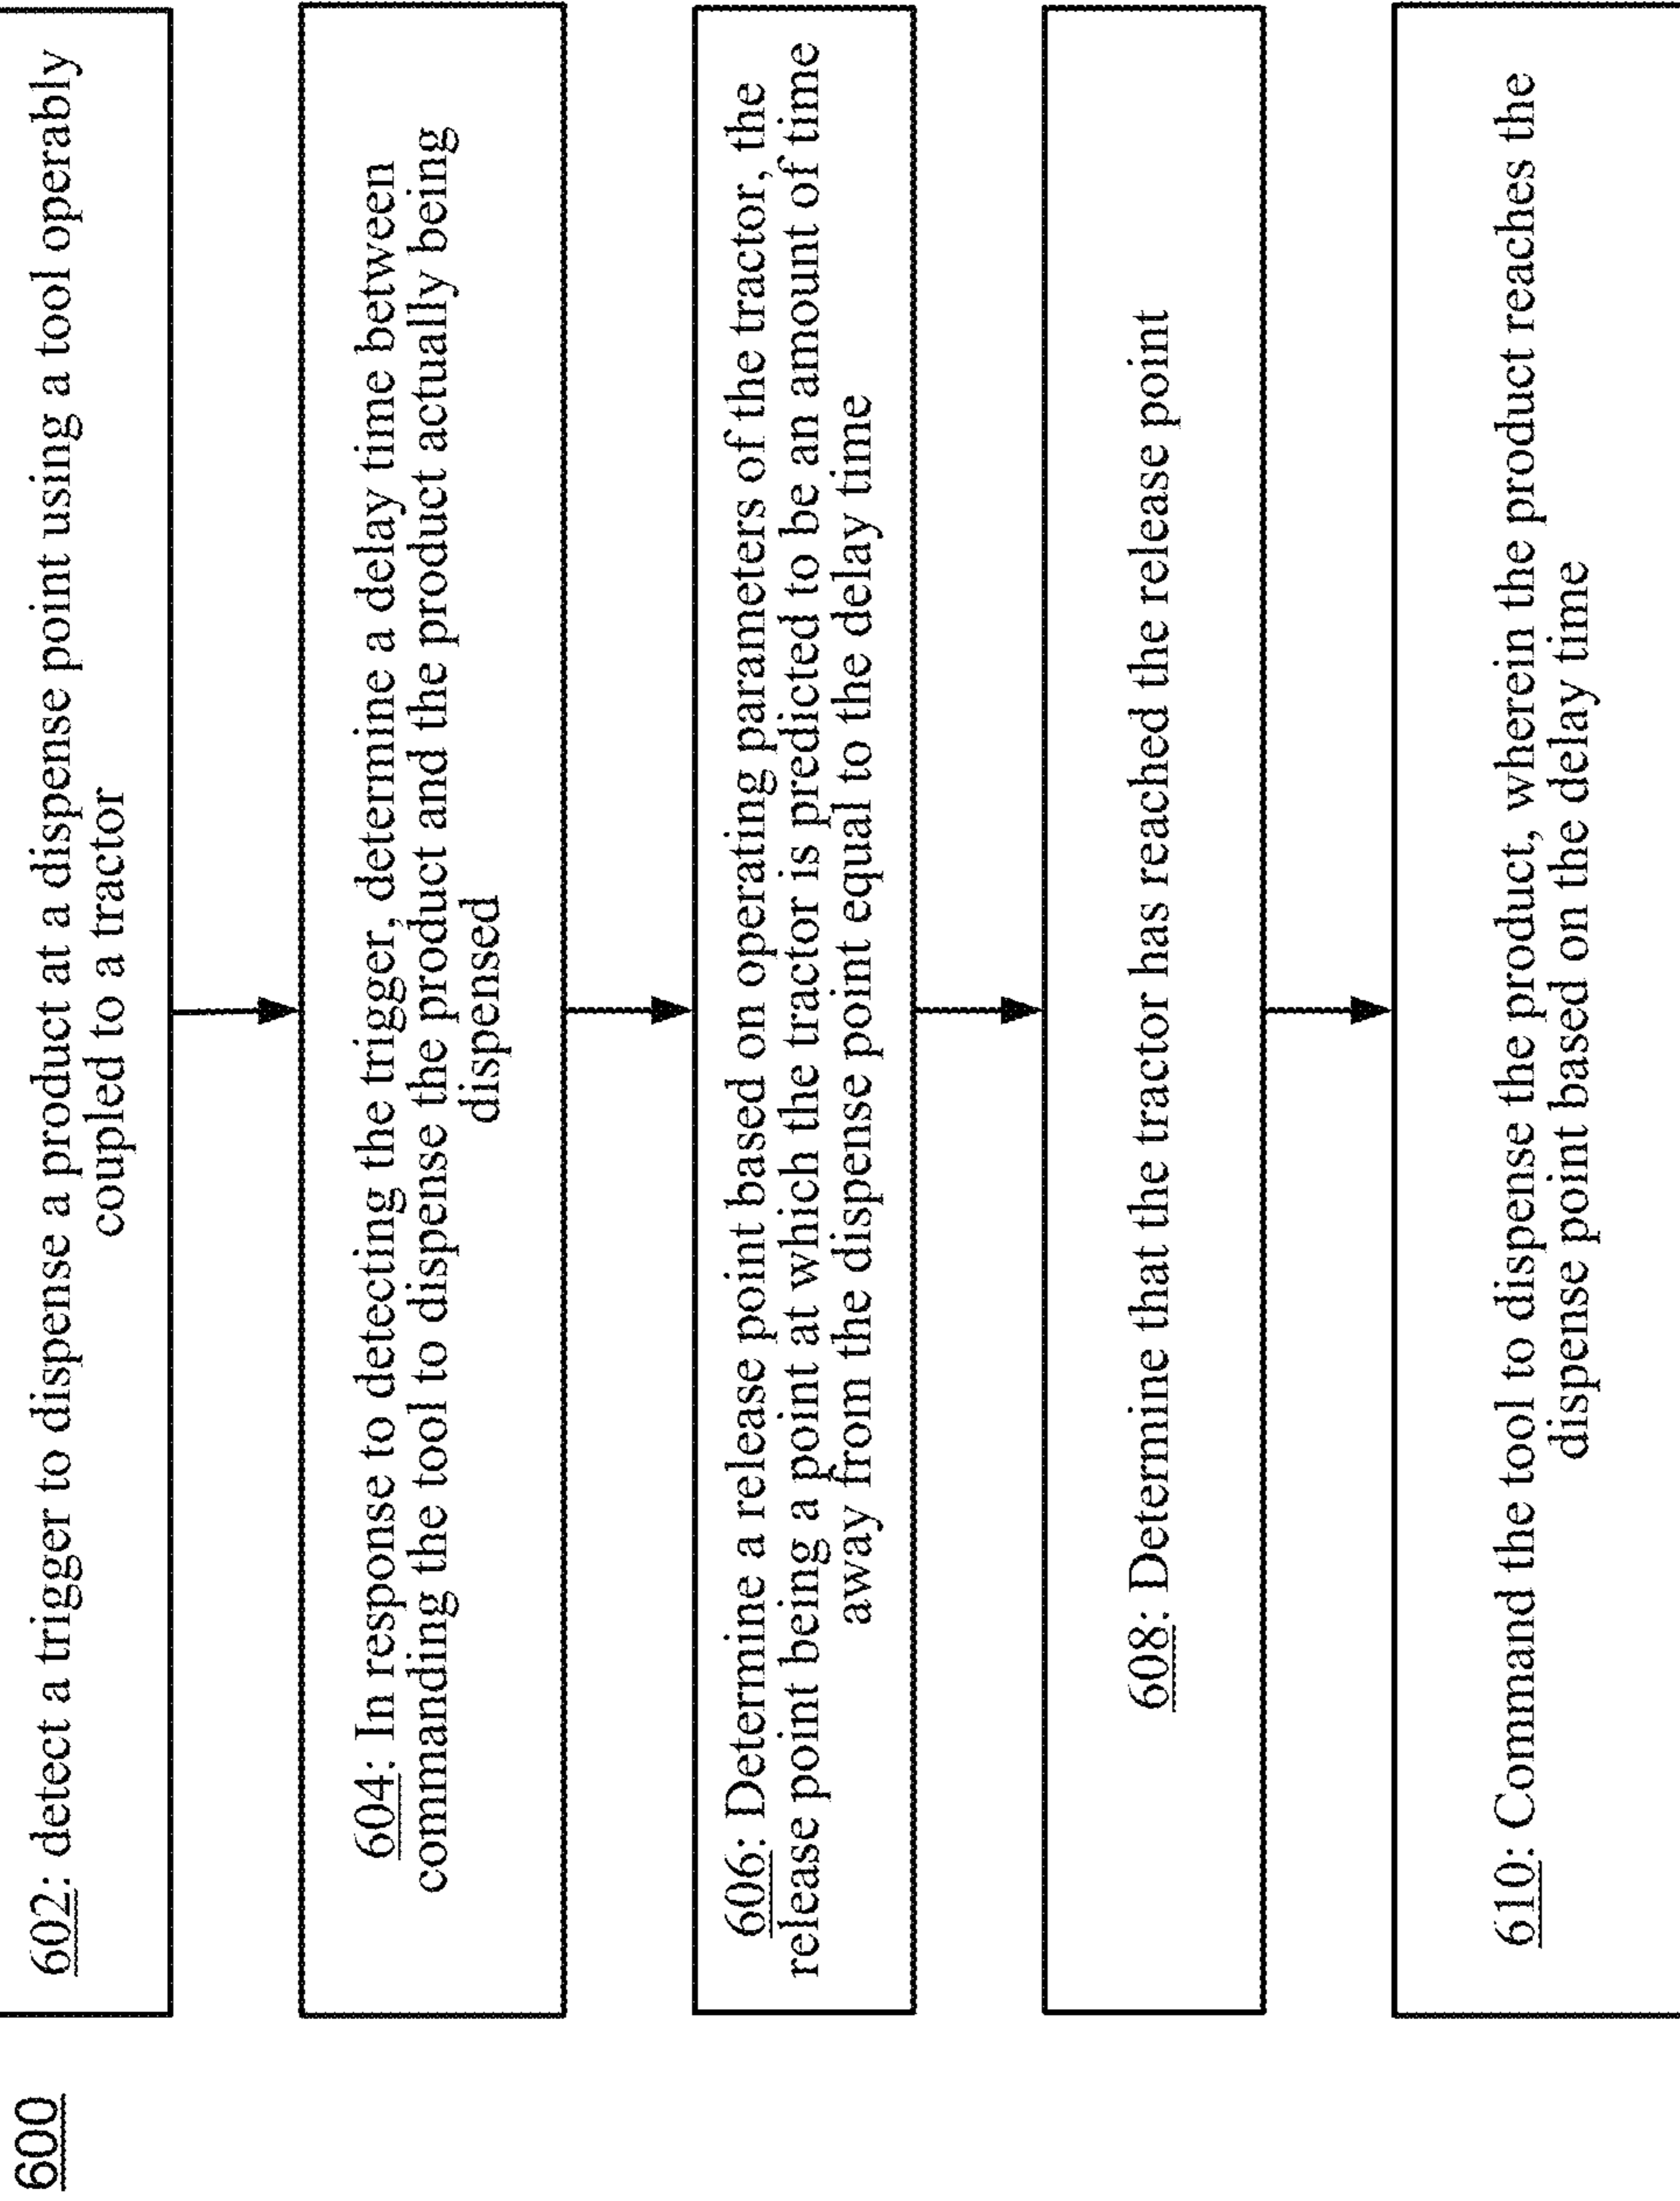 600
602: detect a trigger to dispense a product at a dispense point using a tool operably
coupled to a tractor
604: In response to detecting the trigger, determine a delay time between
commanding the tool to dispense the product and the product actually being
dispensed
606: Determine a release point based on operating parameters of the tractor, the
release point being a point at which the tractor is predicted to be an amount of time
away from the dispense point equal to the delay time
608: Determine that the tractor has reached the release point
610: Command the tool to dispense the product, wherein the product reaches the
dispense point based on the delay time